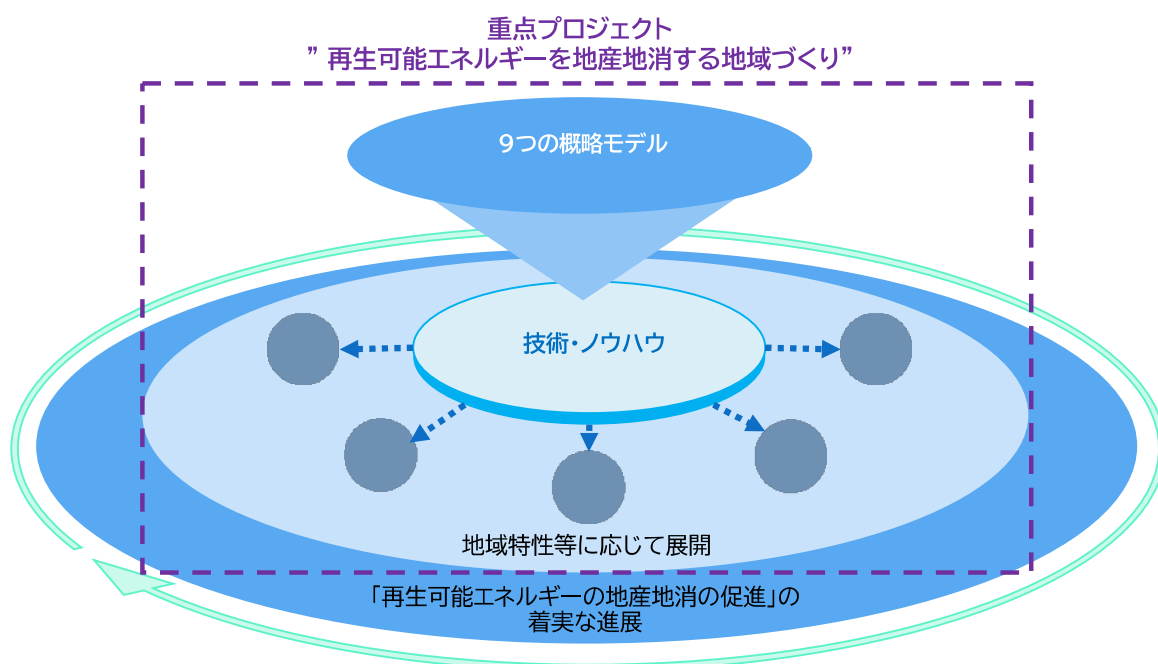 重点プロジェクト
”再生可能エネルギーを地産地消する地域づくり”
9つの概略モデル
技術・ノウハウ
地域特性等に応じて展開
「再生可能エネルギーの地産地消の促進」の
着実な進展